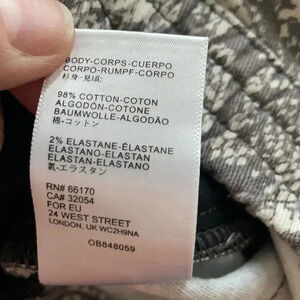 BODY-CORPS-CUERPO
CORPO-RUMPF-CORPO
98% COTTON-COTON
ALGODÓN-COTONE
BAUMWOLLE-ALGODÃO
棉-コットン
2% ELASTANE-ÉLASTANE
ELASTANO-ELASTAN
ELASTAN-ELASTANO
氨-エラスタン
RN# 66170
CA# 32054
FOR EU
24 WEST STREET
LONDON, UK WC2H9NA
OB848059